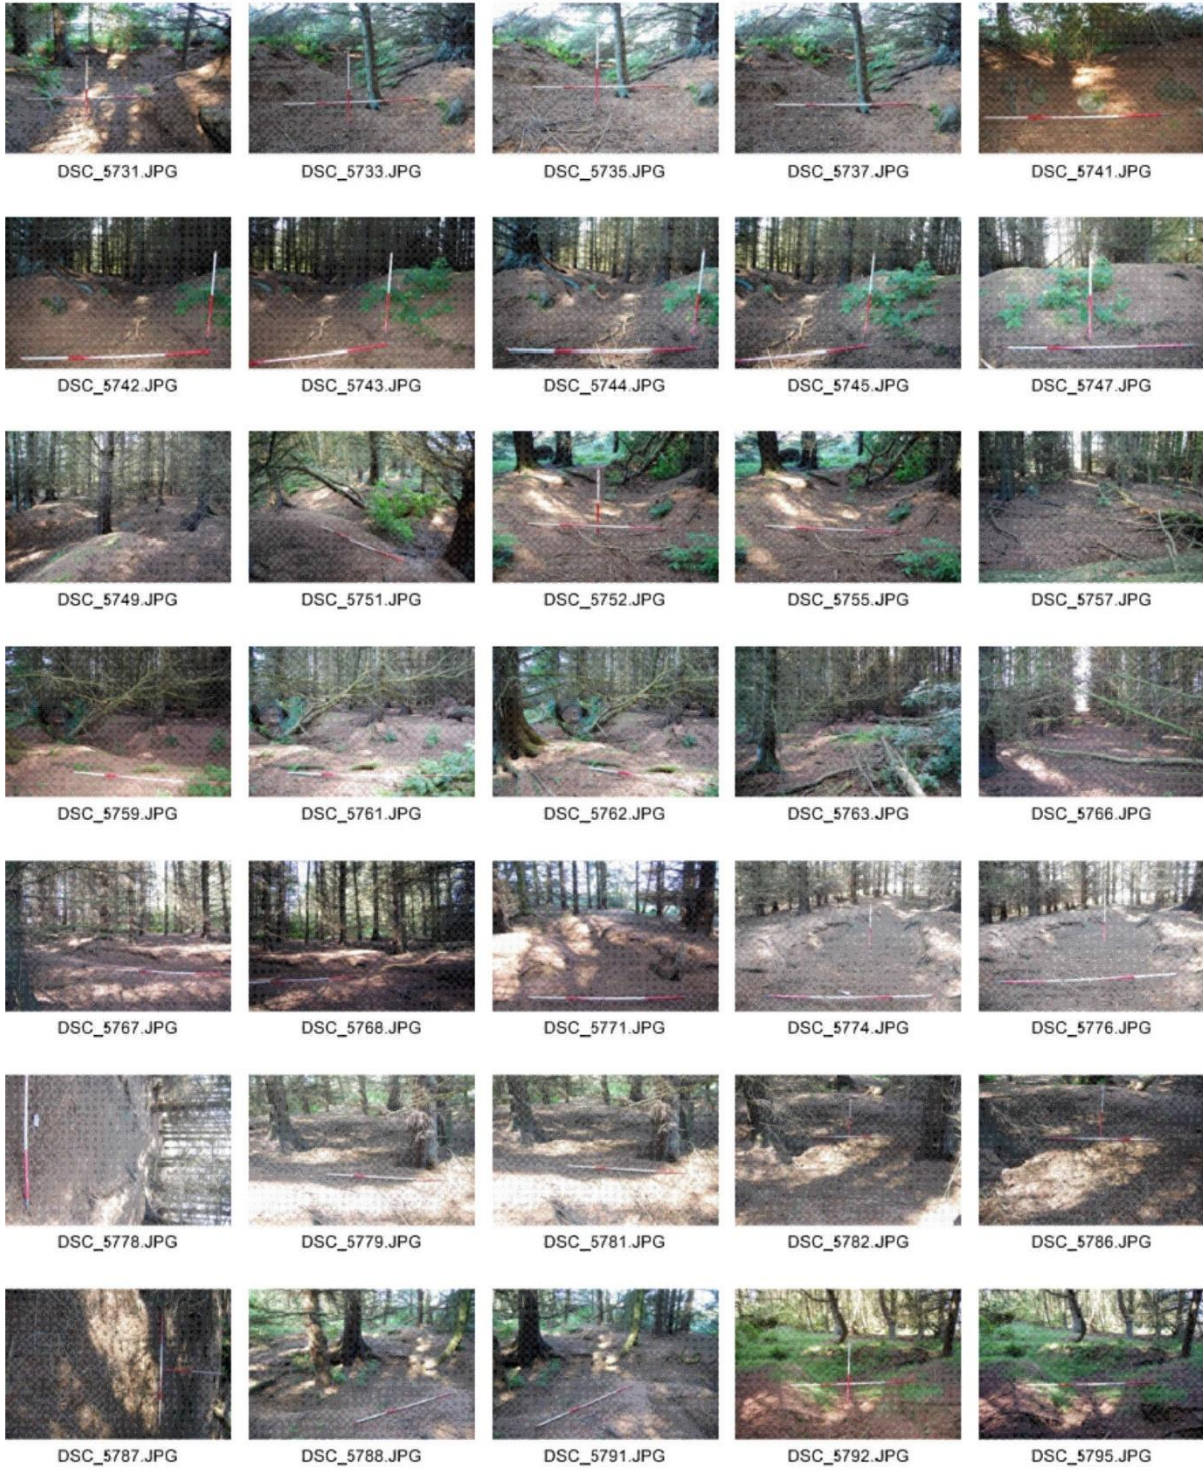 DSC_5731.JPG DSC_5733.JPG DSC_5735.JPG DSC_5737.JPG DSC_5741.JPG
DSC_5742.JPG DSC_5743.JPG DSC_5744.JPG DSC_5745.JPG DSC_5747.JPG
DSC_5749.JPG DSC_5751.JPG DSC_5752.JPG DSC_5755.JPG DSC_5757.JPG
DSC_5759.JPG DSC_5761.JPG DSC_5762.JPG DSC_5763.JPG DSC_5766.JPG
DSC_5767.JPG DSC_5768.JPG DSC_5771.JPG DSC_5774.JPG DSC_5776.JPG
DSC_5778.JPG DSC_5779.JPG DSC_5781.JPG DSC_5782.JPG DSC_5786.JPG
DSC_5787.JPG DSC_5788.JPG DSC_5791.JPG DSC_5792.JPG DSC_5795.JPG